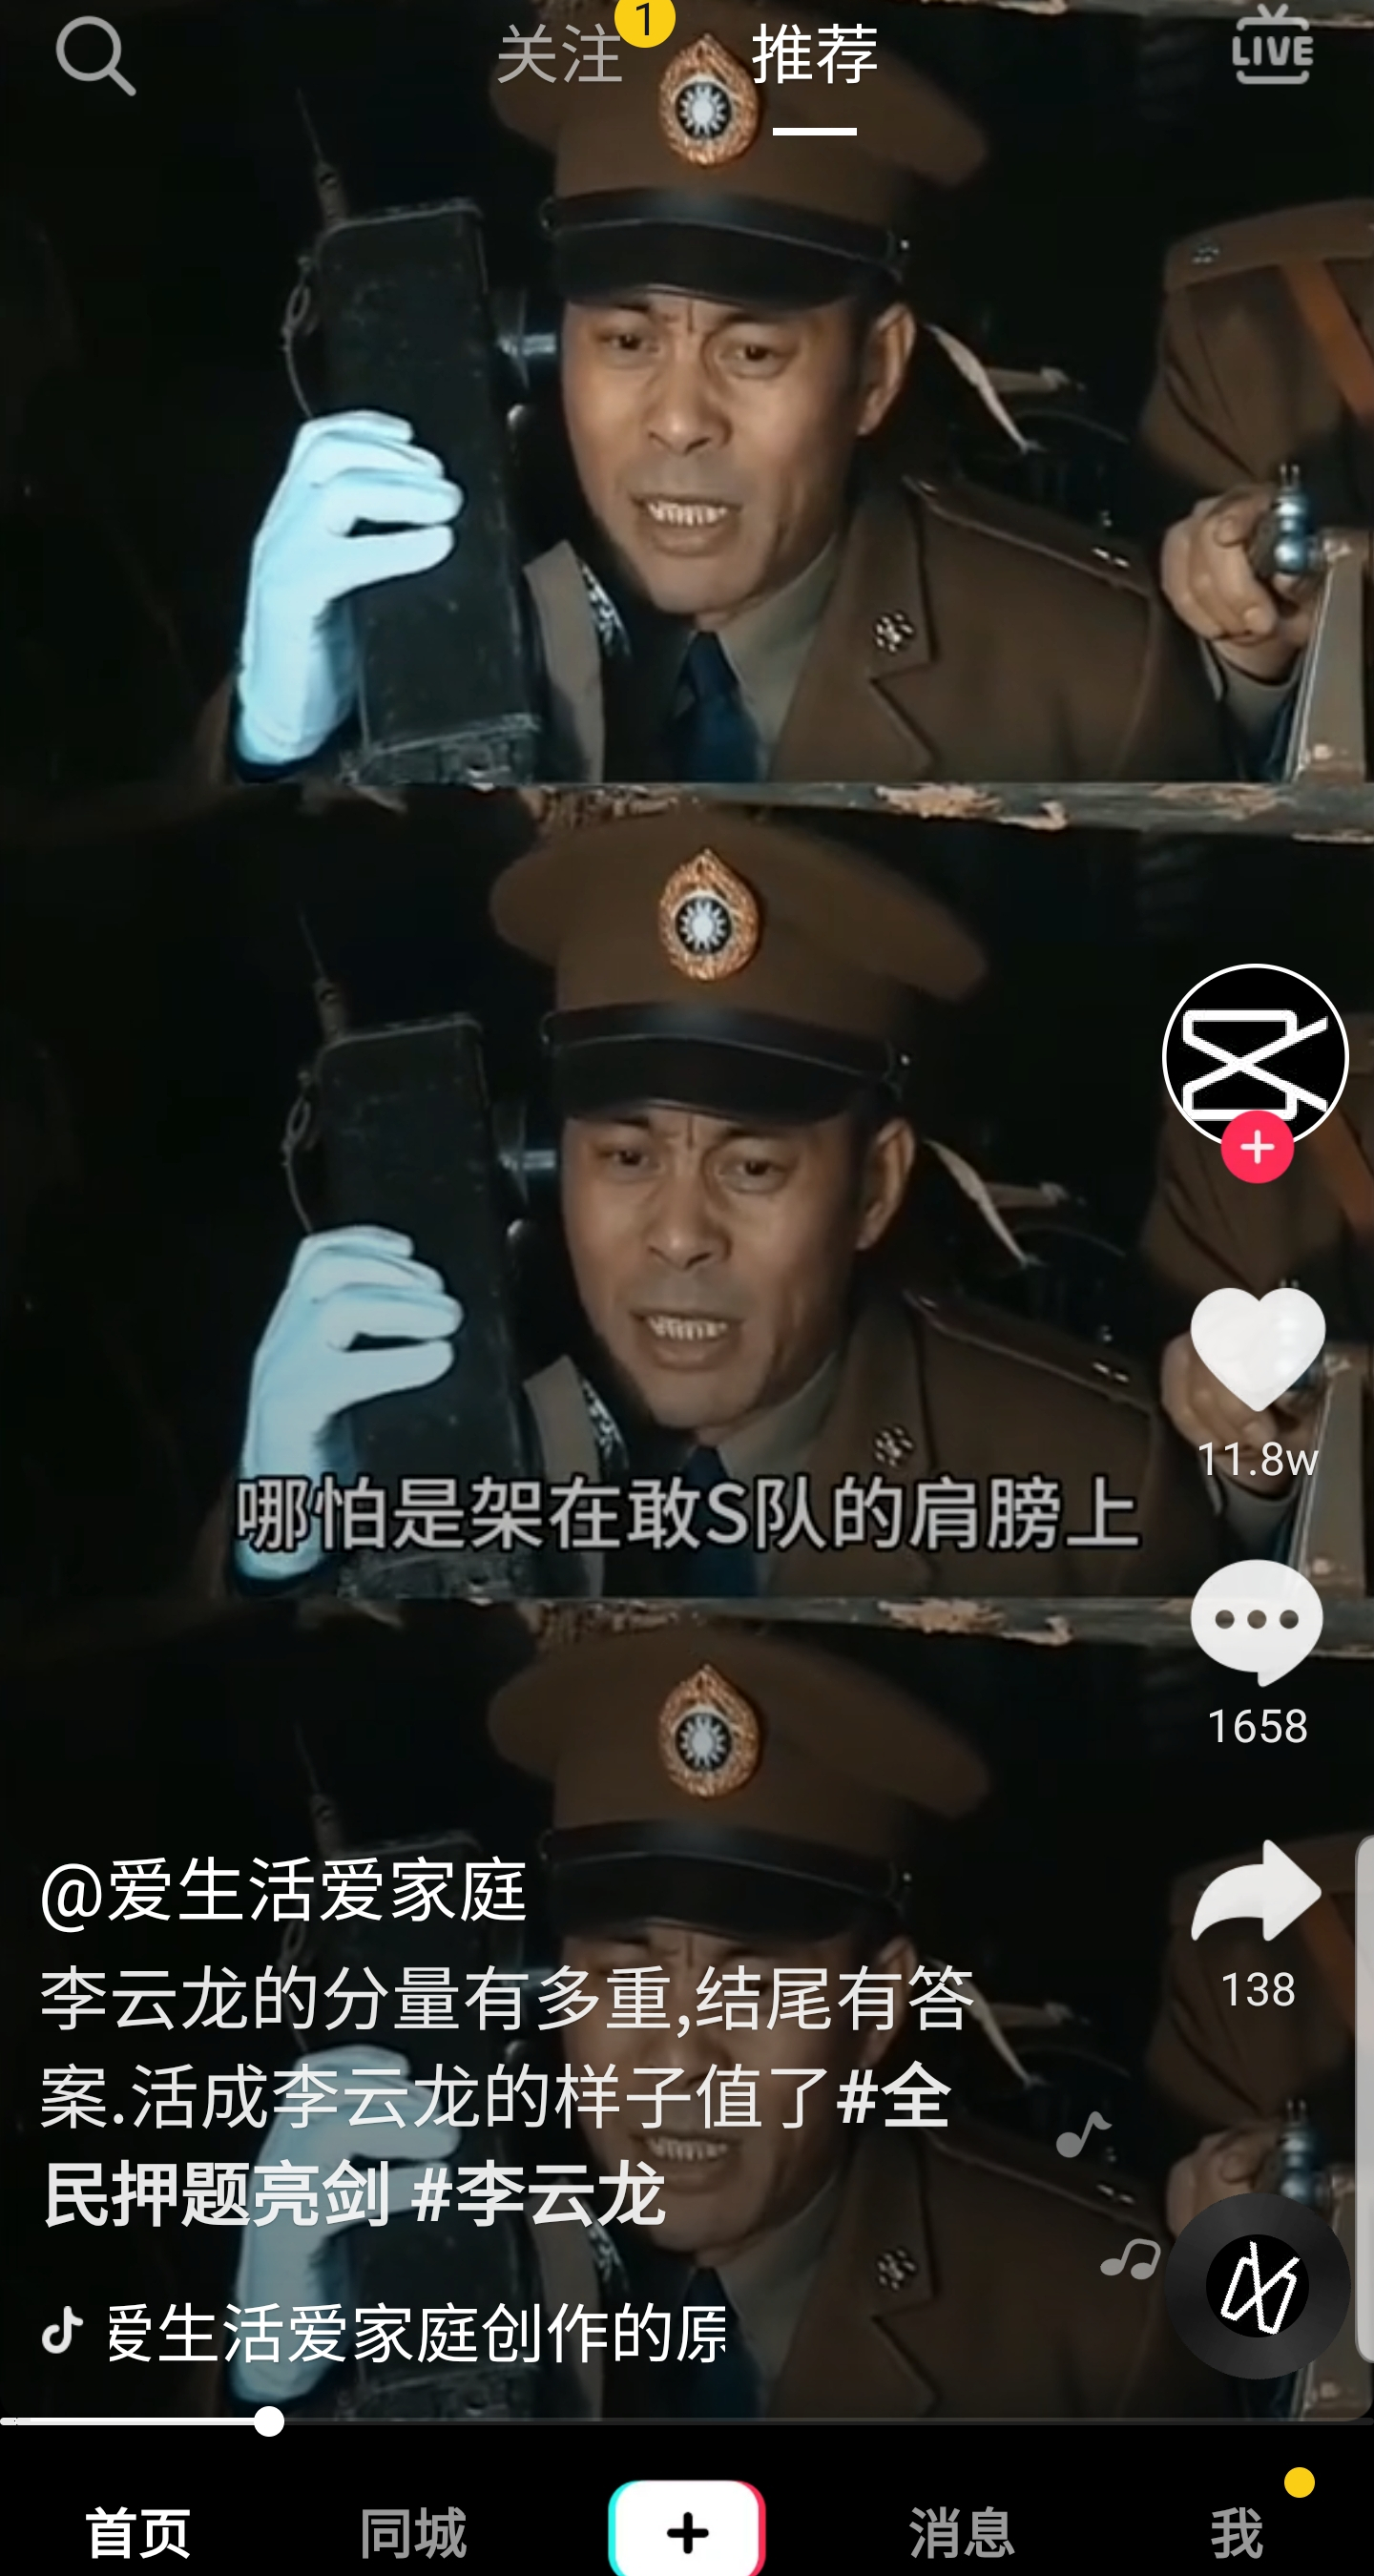 关注
1
推荐
LIVE
哪怕是架在敢S队的肩膀上
11.8w
1658
138
@爱生活爱家庭
李云龙的分量有多重,结尾有答
案.活成李云龙的样子值了#全
民押题亮剑 #李云龙
爱生活爱家庭创作的原
首页
同城
消息
我